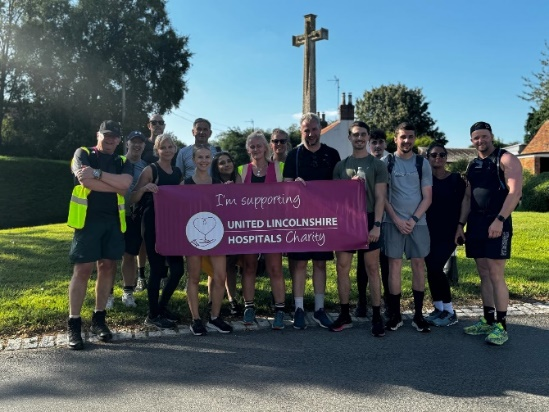 I'm supporting
UNITED LINCOLNSHIRE
HOSPITALS Charity